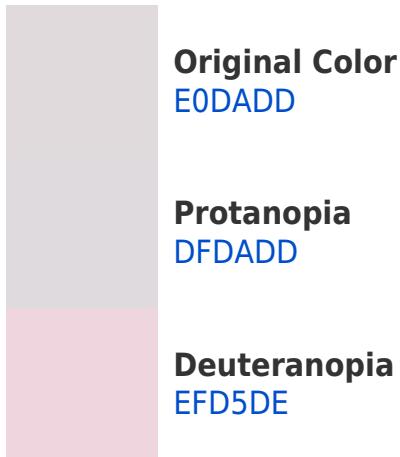 Original Color
E0DADD
Protanopia
DFDADD
Deuteranopia
EFD5DE